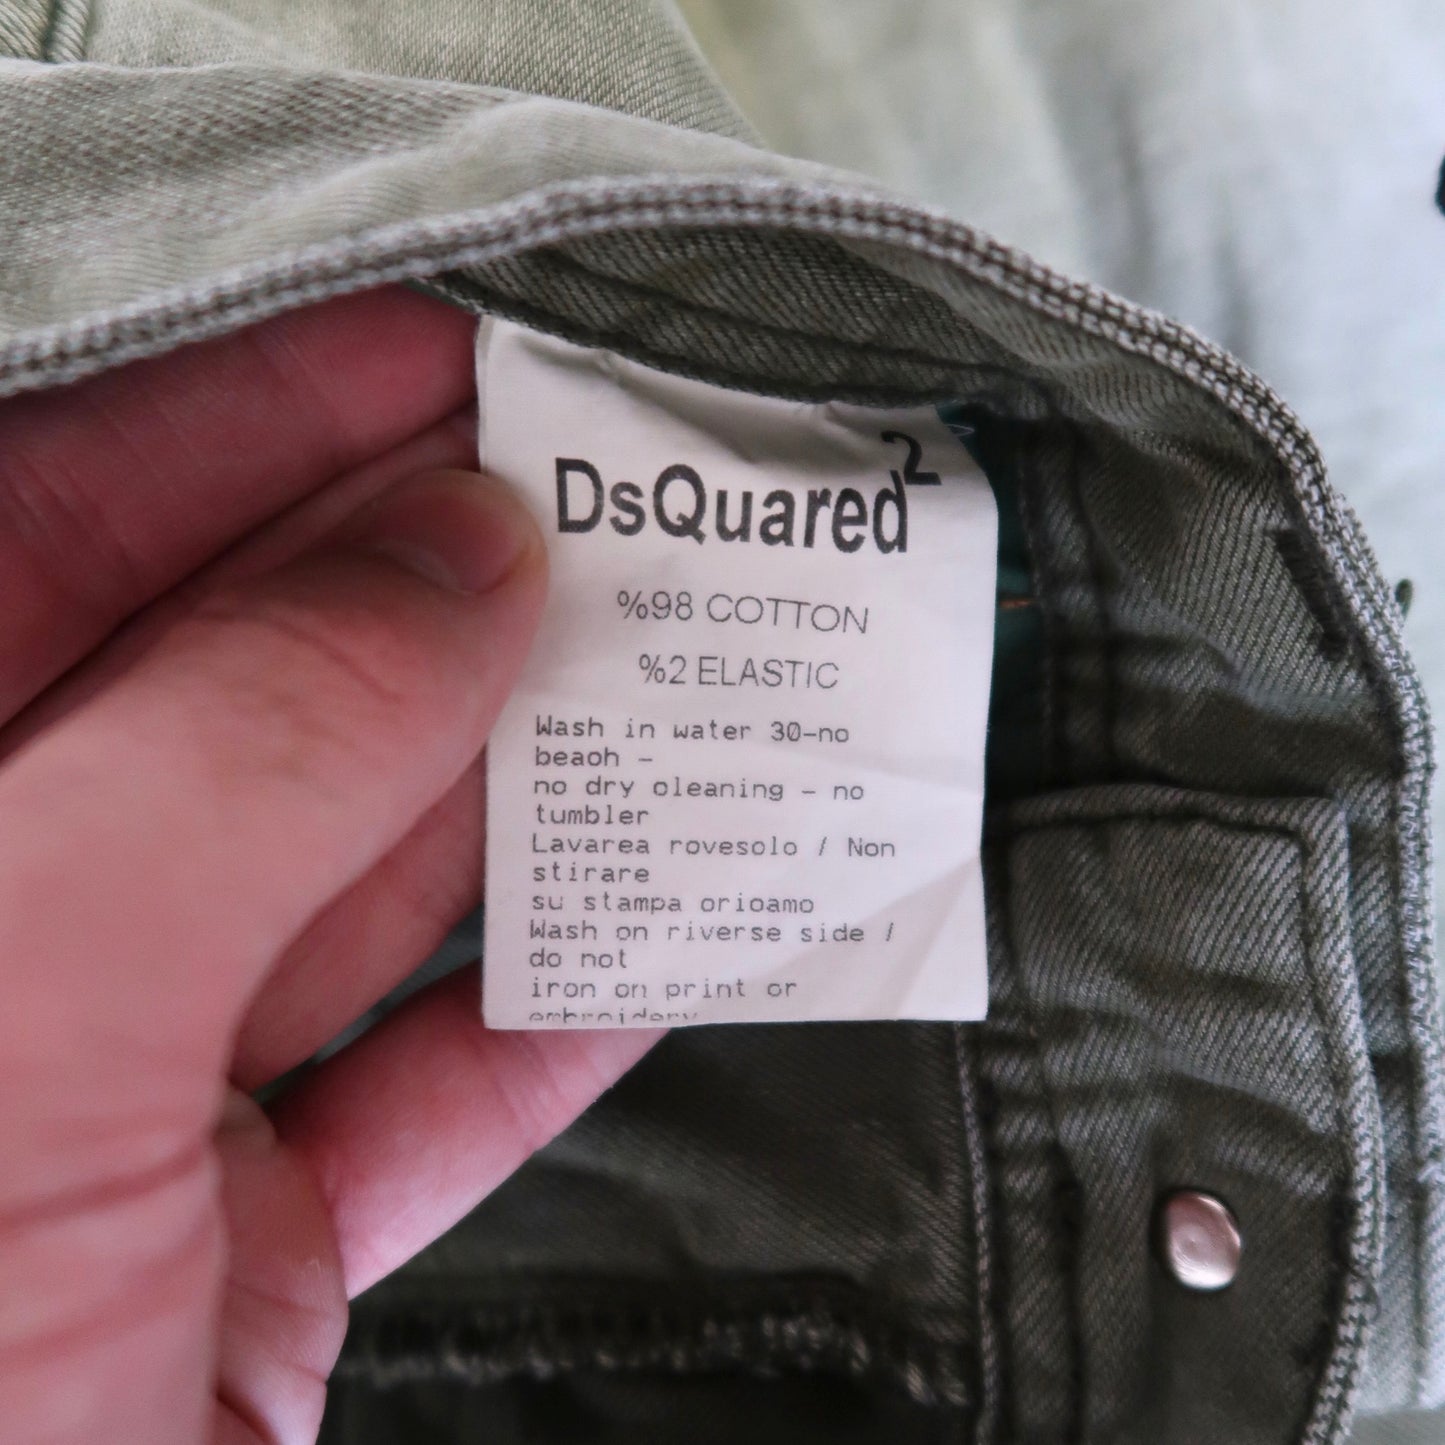 DsQuared²
%98 COTTON
%2 ELASTIC
Wash in water 30-no
beaoh -
no dry oleaning - no
tumbler
Lavarea rovesolo / Non
stirare
su stampa orioamo
Wash on riverse side /
do not
iron on print or
embroidery